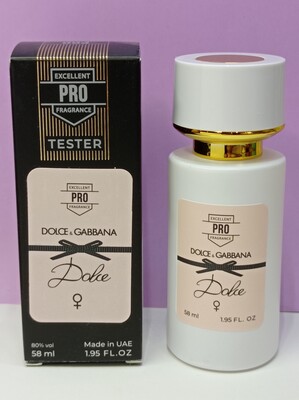 EXCELLENT
PRO
FRAGRANCE
TESTER
EXCELLENT
PRO
FRAGRANCE
DOLCE & GABBANA
Dolce
80% vol
Made in UAE
58 ml
1.95 FL.OZ
EXCELLENT
PRO
FRAGRANCE
DOLCE & GABBANA
Dolce
58 ml
1.95 FL. OZ